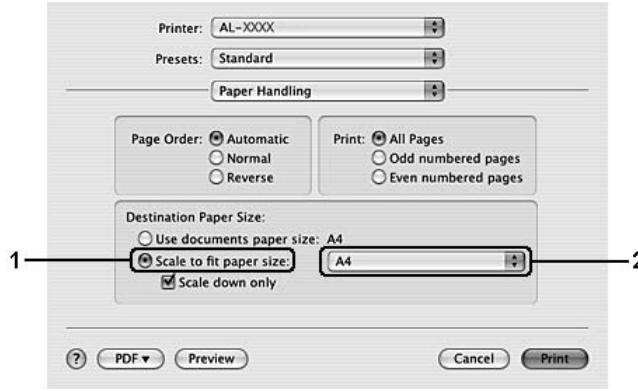 Printer: AL-XXXX
Presets: Standard
Paper Handling
Page Order: Automatic
Normal
Reverse
Print: All Pages
Odd numbered pages
Even numbered pages
Destination Paper Size:
Use documents paper size: A4
1
Scale to fit paper size: A4
2
Scale down only
? PDF Preview Cancel Print